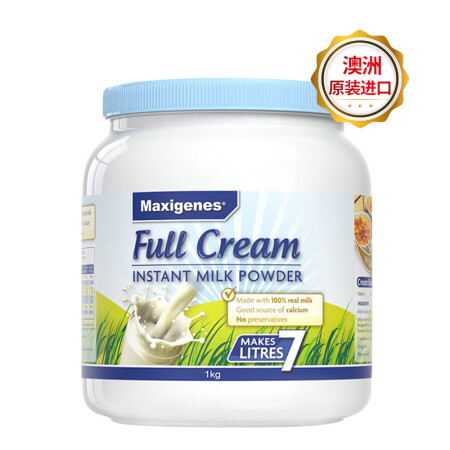 澳洲
原装进口
Maxigenes®
Full Cream
INSTANT MILK POWDER
Made with 100% real milk
Good source of calcium
No preservatives
MAKES
LITRES 7
1kg